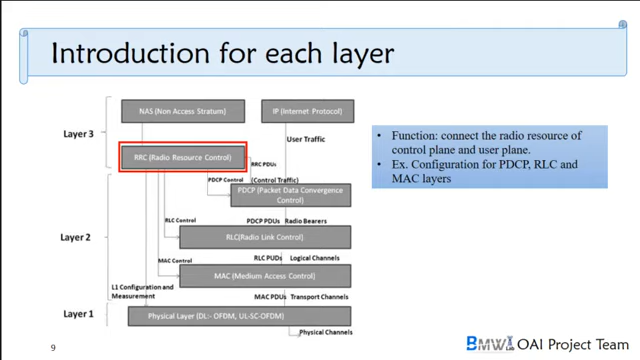 Introduction for each layer
NAS (Non Access Stratum)
IP (Internet Protocol)
Layer 3
User Traffic
RRC (Radio Resource Control)
RRC PDUs
PDCP Control
(Control Traffic)
PDCP (Packet Data Convergence
Control)
RLC Control
PDCP PDUs Radio Bearers
Layer 2
RLC(Radio Link Control)
RLC PUDs Logical Channels
MAC Control
MAC (Medium Access Control)
L1 Configuration and
Measurement
MAC PDUs Transport Channels
Layer 1
Physical Layer (DL:- OFDM, UL-SC-OFDM)
Physical Channels
• Function: connect the radio resource of
control plane and user plane.
• Ex. Configuration for PDCP, RLC and
MAC layers
9
BMW OAI Project Team